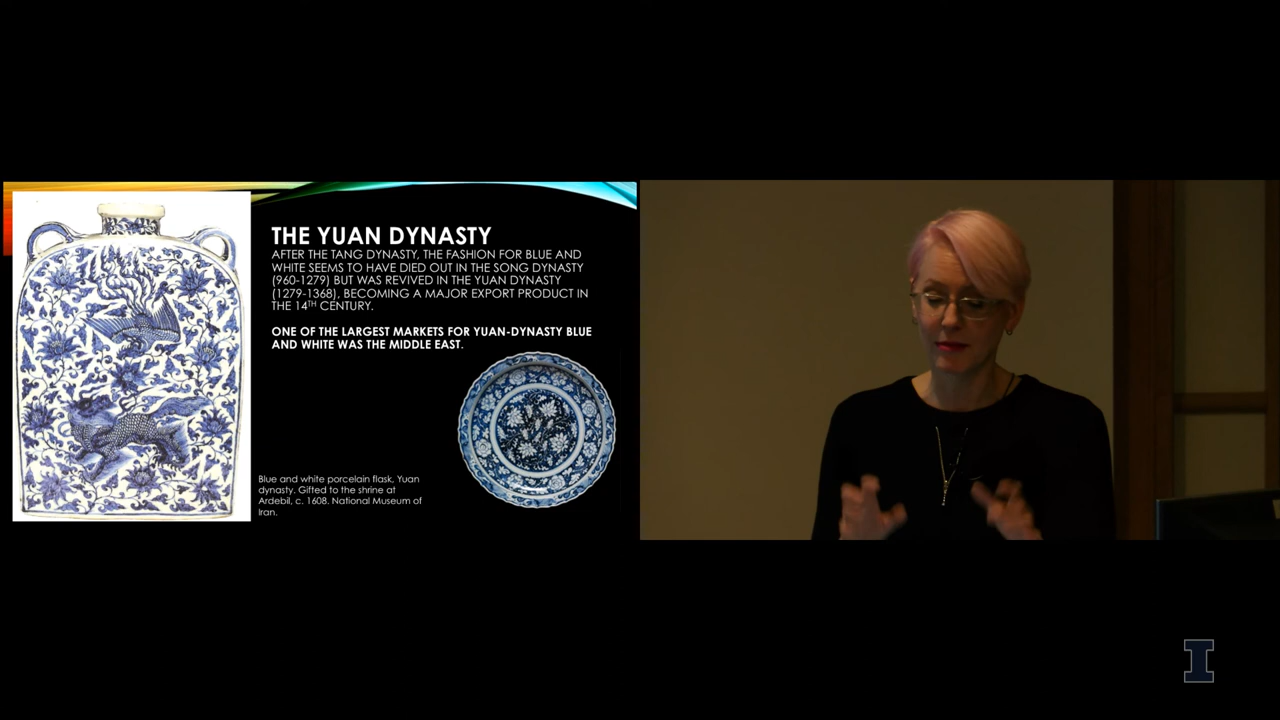 THE YUAN DYNASTY
AFTER THE TANG DYNASTY, THE FASHION FOR BLUE AND
WHITE SEEMS TO HAVE DIED OUT IN THE SONG DYNASTY
(960-1279) BUT WAS REVIVED IN THE YUAN DYNASTY
(1279-1368), BECOMING A MAJOR EXPORT PRODUCT IN
THE 14TH CENTURY.
ONE OF THE LARGEST MARKETS FOR YUAN-DYNASTY BLUE
AND WHITE WAS THE MIDDLE EAST.
Blue and white porcelain flask, Yuan
dynasty. Gifted to the shrine at
Ardebil, c. 1608. National Museum of
Iran.
I